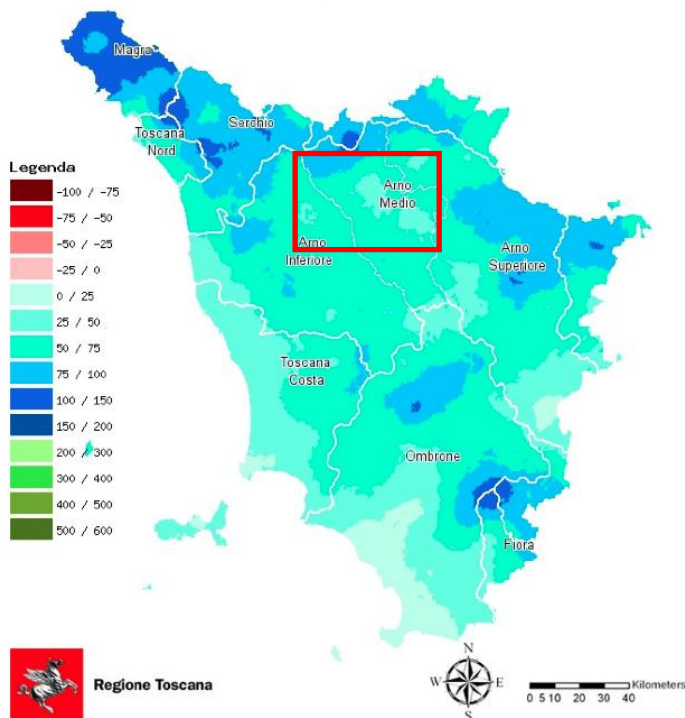 Magra
Serchio
Toscana
Nord
Arno
Medio
Arno
Inferiore
Arno
Superiore
Toscana
Costa
Ombrone
Fiora
Legenda
-100 / -75
-75 / -50
-50 / -25
-25 / 0
0 / 25
25 / 50
50 / 75
75 / 100
100 / 150
150 / 200
200 / 300
300 / 400
400 / 500
500 / 600
Regione Toscana
N
W E
S
0 5 10 20 30 40 Kilometers